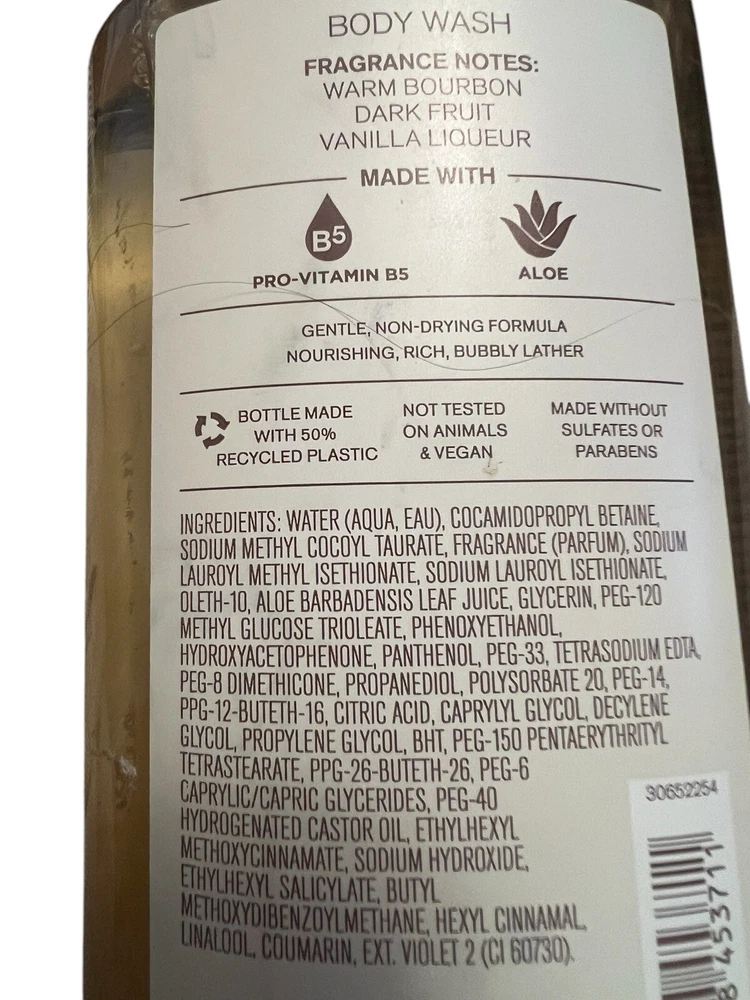 BODY WASH
FRAGRANCE NOTES:
WARM BOURBON
DARK FRUIT
VANILLA LIQUEUR
MADE WITH
B5
PRO-VITAMIN B5
ALOE
GENTLE, NON-DRYING FORMULA
NOURISHING, RICH, BUBBLY LATHER
BOTTLE MADE
WITH 50%
RECYCLED PLASTIC
NOT TESTED
ON ANIMALS
& VEGAN
MADE WITHOUT
SULFATES OR
PARABENS
INGREDIENTS: WATER (AQUA, EAU), COCAMIDOPROPYL BETAINE,
SODIUM METHYL COCOYL TAURATE, FRAGRANCE (PARFUM), SODIUM
LAUROYL METHYL ISETHIONATE, SODIUM LAUROYL ISETHIONATE,
OLETH-10, ALOE BARBADENSIS LEAF JUICE, GLYCERIN, PEG-120
METHYL GLUCOSE TRIOLEATE, PHENOXYETHANOL,
HYDROXYACETOPHENONE, PANTHENOL, PEG-33, TETRASODIUM EDTA,
PEG-8 DIMETHICONE, PROPANEDIOL, POLYSORBATE 20, PEG-14,
PPG-12-BUTETH-16, CITRIC ACID, CAPRYLYL GLYCOL, DECYLENE
GLYCOL, PROPYLENE GLYCOL, BHT, PEG-150 PENTAERYTHRITYL
TETRASTEARATE, PPG-26-BUTETH-26, PEG-6
CAPRYLIC/CAPRIC GLYCERIDES, PEG-40
HYDROGENATED CASTOR OIL, ETHYLHEXYL
METHOXYCINNAMATE, SODIUM HYDROXIDE,
ETHYLHEXYL SALICYLATE, BUTYL
METHOXYDIBENZOYLMETHANE, HEXYL CINNAMAL,
LINALOOL, COUMARIN, EXT. VIOLET 2 (CI 60730).
30652254
8 453711